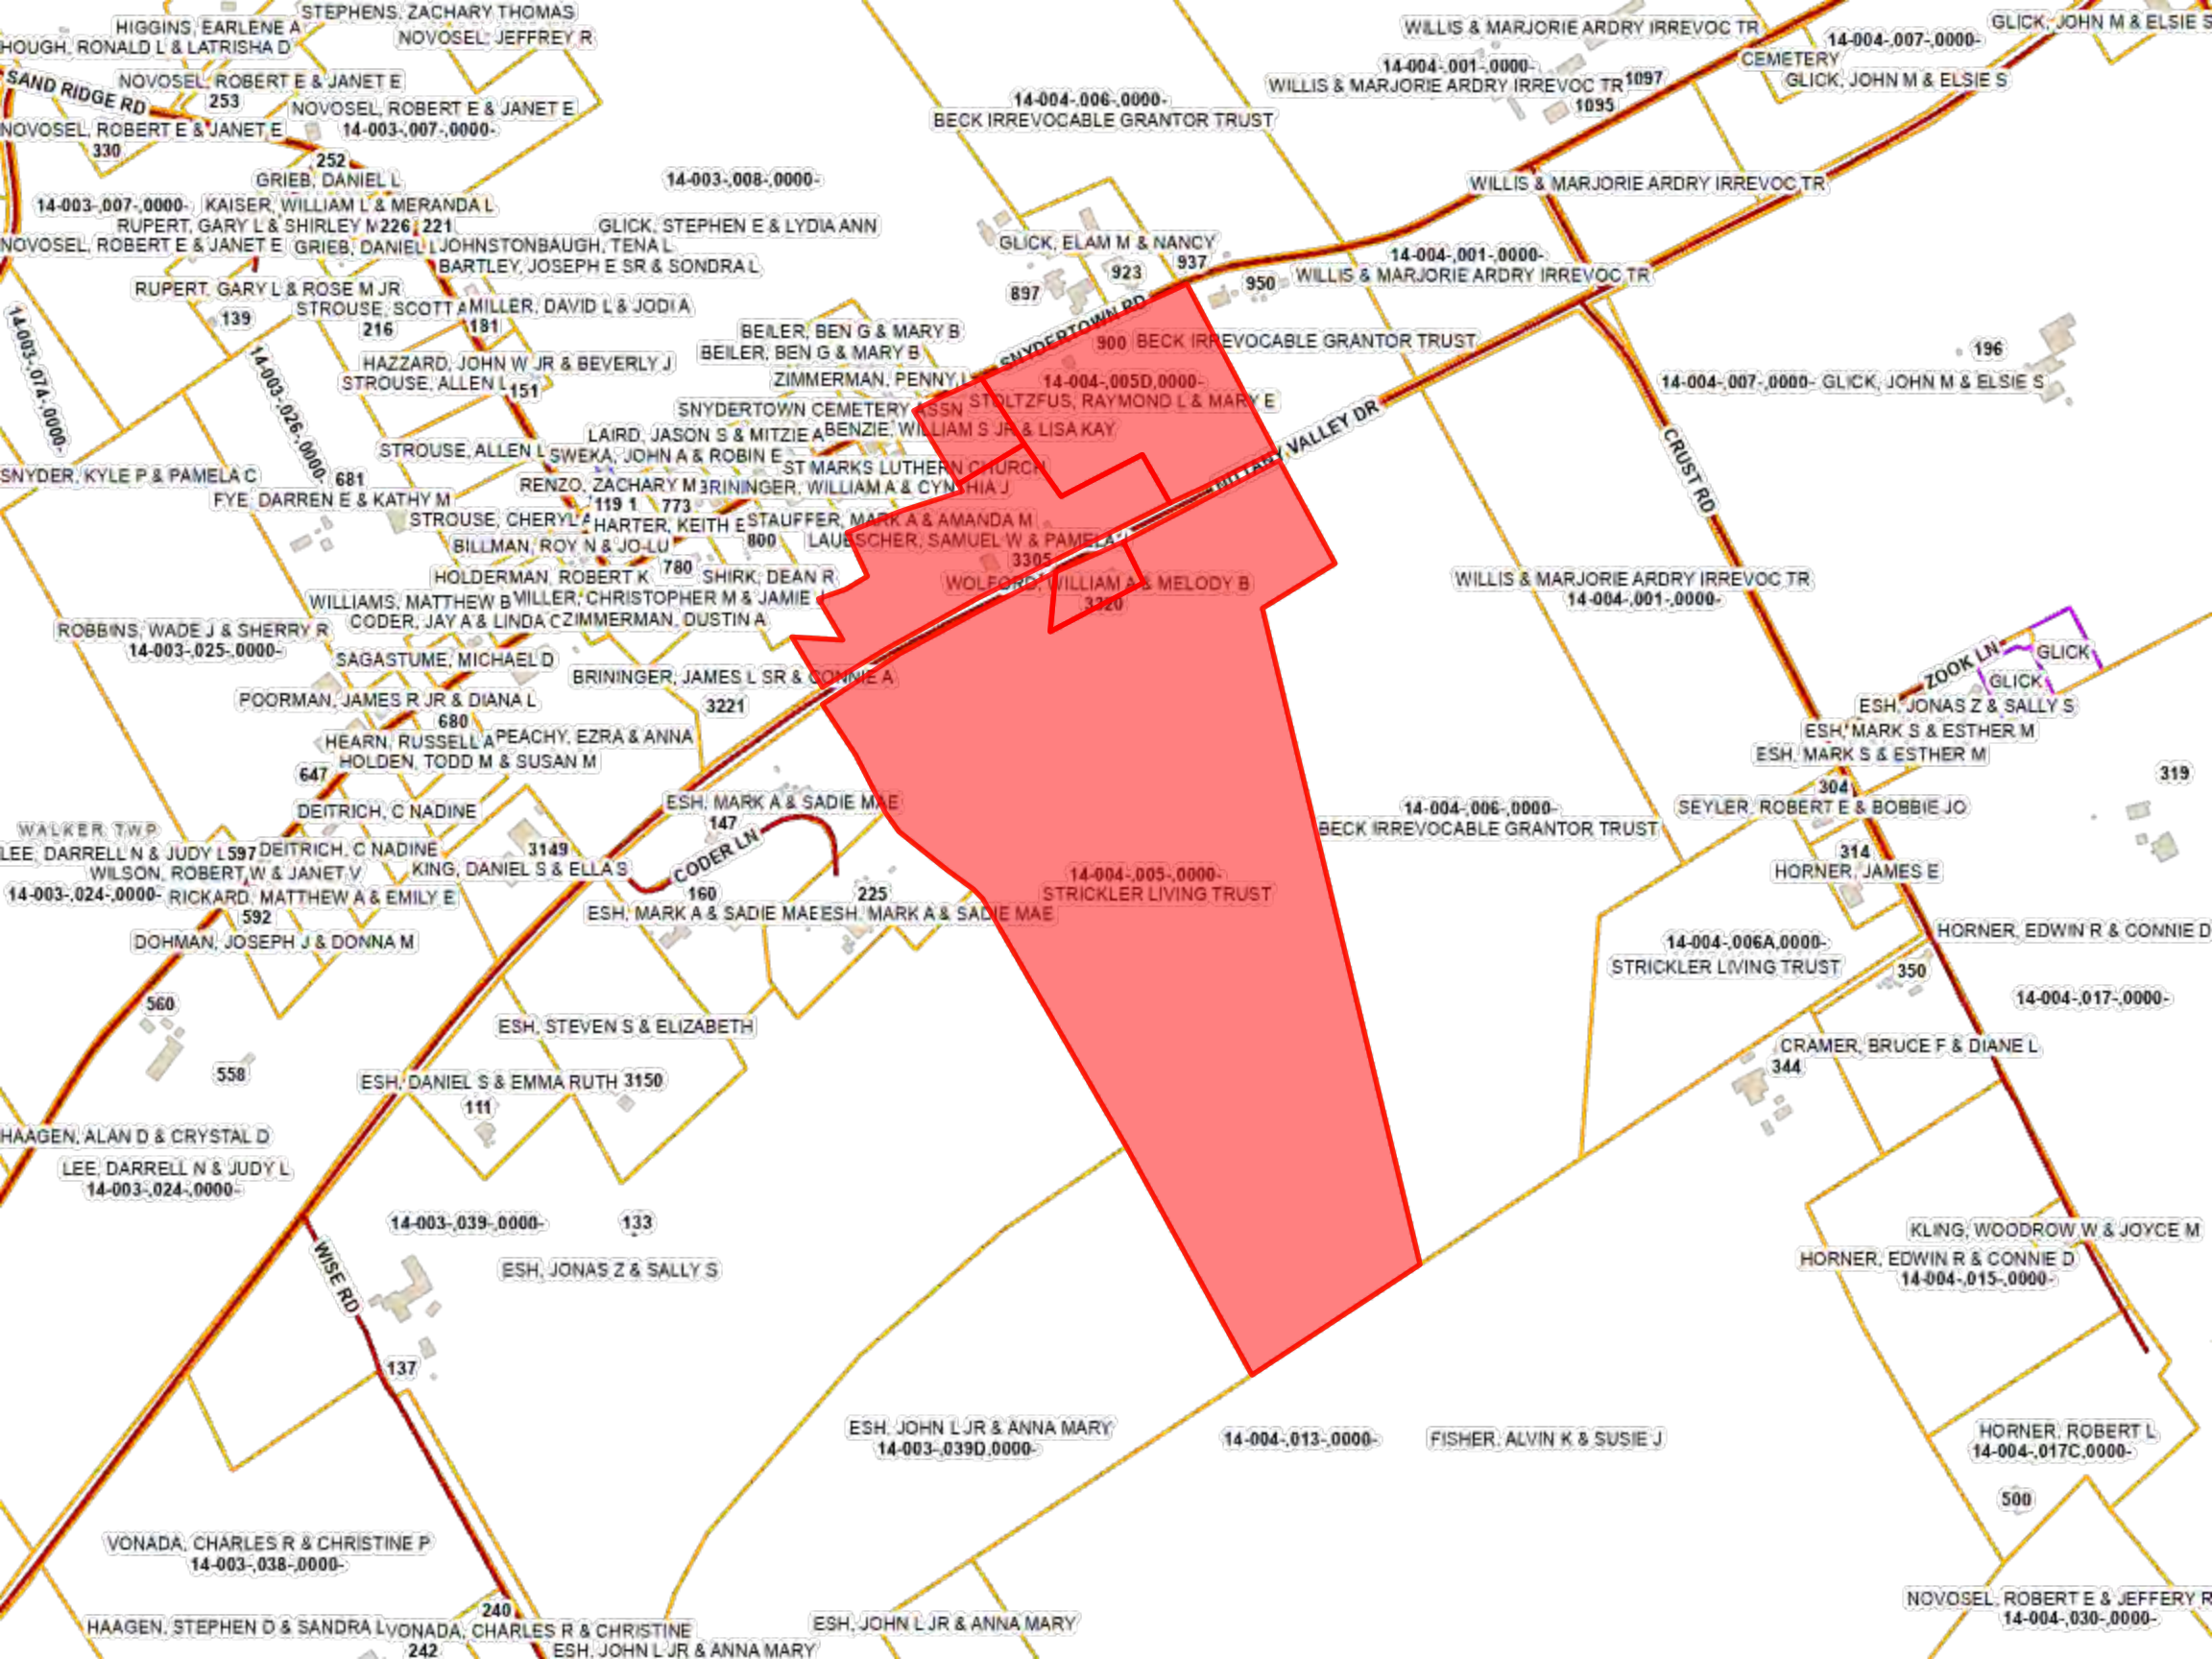 STEPHENS, ZACHARY THOMAS
HIGGINS, EARLENE A
NOVOSEL, JEFFREY R
HOUGH, RONALD L & LATRISHA D
SAND RIDGE RD
NOVOSEL, ROBERT E & JANET E
253
NOVOSEL, ROBERT E & JANET E
14-003-,007-,0000-
NOVOSEL, ROBERT E & JANET E
330
252
GRIEB, DANIEL L
14-003-,007-,0000-
KAISER, WILLIAM L & MERANDA L
RUPERT, GARY L & SHIRLEY M
226
221
NOVOSEL, ROBERT E & JANET E
GRIEB, DANIEL L
JOHNSTONBAUGH, TENA L
BARTLEY, JOSEPH E SR & SONDRA L
14-003-,008-,0000-
GLICK, STEPHEN E & LYDIA ANN
RUPERT, GARY L & ROSE M JR
139
STROUSE, SCOTT A
MILLER, DAVID L & JODI A
216
181
14-003-,074-,0000-
14-003-,026-,0000-
HAZZARD, JOHN W JR & BEVERLY J
STROUSE, ALLEN L
151
WILLIS & MARJORIE ARDRY IRREVOC TR
14-004-,001-,0000-
WILLIS & MARJORIE ARDRY IRREVOC TR
1097
1095
GLICK, JOHN M & ELSIE S
14-004-,007-,0000-
CEMETERY
GLICK, JOHN M & ELSIE S
14-004-,006-,0000-
BECK IRREVOCABLE GRANTOR TRUST
WILLIS & MARJORIE ARDRY IRREVOC TR
GLICK, ELAM M & NANCY
923
937
897
950
14-004-,001-,0000-
WILLIS & MARJORIE ARDRY IRREVOC TR
SNYDERTOWN RD
900
BECK IRREVOCABLE GRANTOR TRUST
BEILER, BEN G & MARY B
BEILER, BEN G & MARY B
ZIMMERMAN, PENNY L
14-004-,005D,0000-
STOLTZFUS, RAYMOND L & MARY E
SNYDERTOWN CEMETERY ASSN
BENZIE, WILLIAM S JR & LISA KAY
LAIRD, JASON S & MITZIE A
196
14-004-,007-,0000-
GLICK, JOHN M & ELSIE S
NITTANY VALLEY DR
CRUST RD
STROUSE, ALLEN L
SWEKA, JOHN A & ROBIN E
ST MARKS LUTHERN CHURCH
SNYDER, KYLE P & PAMELA C
681
RENZO, ZACHARY M
BRININGER, WILLIAM A & CYNTHIA J
FYE, DARREN E & KATHY M
119
1
773
STROUSE, CHERYL A
HARTER, KEITH E
STAUFFER, MARK A & AMANDA M
800
LAUBSCHER, SAMUEL W & PAMELA J
BILLMAN, ROY N & JO-LU
3305
780
HOLDERMAN, ROBERT K
SHIRK, DEAN R
WOLFORD, WILLIAM A & MELODY B
3320
WILLIAMS, MATTHEW B
MILLER, CHRISTOPHER M & JAMIE
CODER, JAY A & LINDA C
ZIMMERMAN, DUSTIN A
WILLIS & MARJORIE ARDRY IRREVOC TR
14-004-,001-,0000-
ROBBINS, WADE J & SHERRY R
14-003-,025-,0000-
SAGASTUME, MICHAEL D
BRININGER, JAMES L SR & CONNIE A
3221
POORMAN, JAMES R JR & DIANA L
680
HEARN, RUSSELL A
PEACHY, EZRA & ANNA
HOLDEN, TODD M & SUSAN M
647
ZOOK LN
GLICK
GLICK
ESH, JONAS Z & SALLY S
ESH, MARK S & ESTHER M
ESH, MARK S & ESTHER M
319
304
SEYLER, ROBERT E & BOBBIE JO
DEITRICH, C NADINE
WALKER TWP
LEE, DARRELL N & JUDY L
597
DEITRICH, C NADINE
3149
WILSON, ROBERT W & JANET V
KING, DANIEL S & ELLA S
14-003-,024-,0000-
RICKARD, MATTHEW A & EMILY E
592
DOHMAN, JOSEPH J & DONNA M
ESH, MARK A & SADIE MAE
147
CODER LN
160
225
ESH, MARK A & SADIE MAE
ESH, MARK A & SADIE MAE
14-004-,005-,0000-
STRICKLER LIVING TRUST
14-004-,006-,0000-
BECK IRREVOCABLE GRANTOR TRUST
314
HORNER, JAMES E
14-004-,006A,0000-
STRICKLER LIVING TRUST
HORNER, EDWIN R & CONNIE D
350
14-004-,017-,0000-
560
558
ESH, STEVEN S & ELIZABETH
ESH, DANIEL S & EMMA RUTH
3150
111
CRAMER, BRUCE F & DIANE L
344
HAAGEN, ALAN D & CRYSTAL D
LEE, DARRELL N & JUDY L
14-003-,024-,0000-
14-003-,039-,0000-
133
ESH, JONAS Z & SALLY S
WISE RD
137
KLING, WOODROW W & JOYCE M
HORNER, EDWIN R & CONNIE D
14-004-,015-,0000-
ESH, JOHN L JR & ANNA MARY
14-003-,039D,0000-
14-004-,013-,0000-
FISHER, ALVIN K & SUSIE J
HORNER, ROBERT L
14-004-,017C,0000-
500
VONADA, CHARLES R & CHRISTINE P
14-003-,038-,0000-
240
HAAGEN, STEPHEN D & SANDRA L
VONADA, CHARLES R & CHRISTINE
242
ESH, JOHN L JR & ANNA MARY
ESH, JOHN L JR & ANNA MARY
NOVOSEL, ROBERT E & JEFFERY R
14-004-,030-,0000-